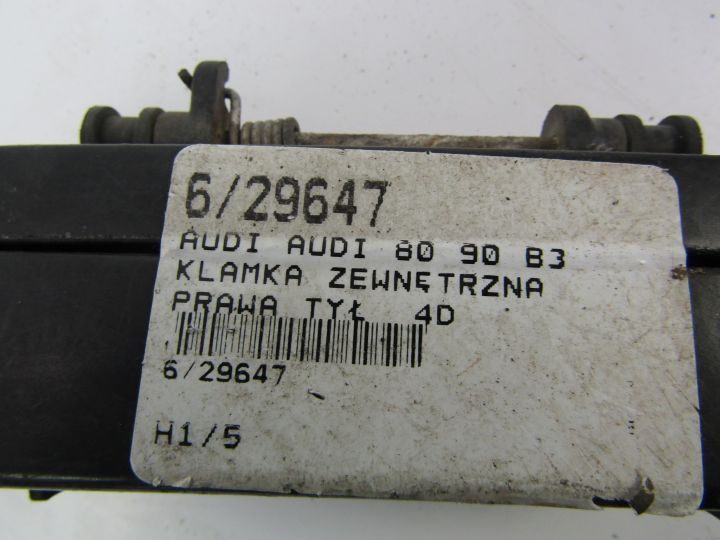 6/29647
AUDI AUDI 80 90 B3
KLAMKA ZEWNĘTRZNA
PRAWA TYŁ 4D
6/29647
H1/5